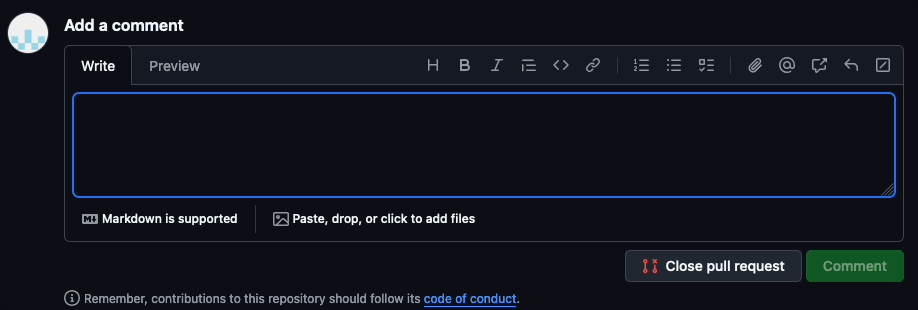 Add a comment
Write Preview H B I
Markdown is supported Paste, drop, or click to add files
Close pull request Comment
Remember, contributions to this repository should follow its code of conduct.